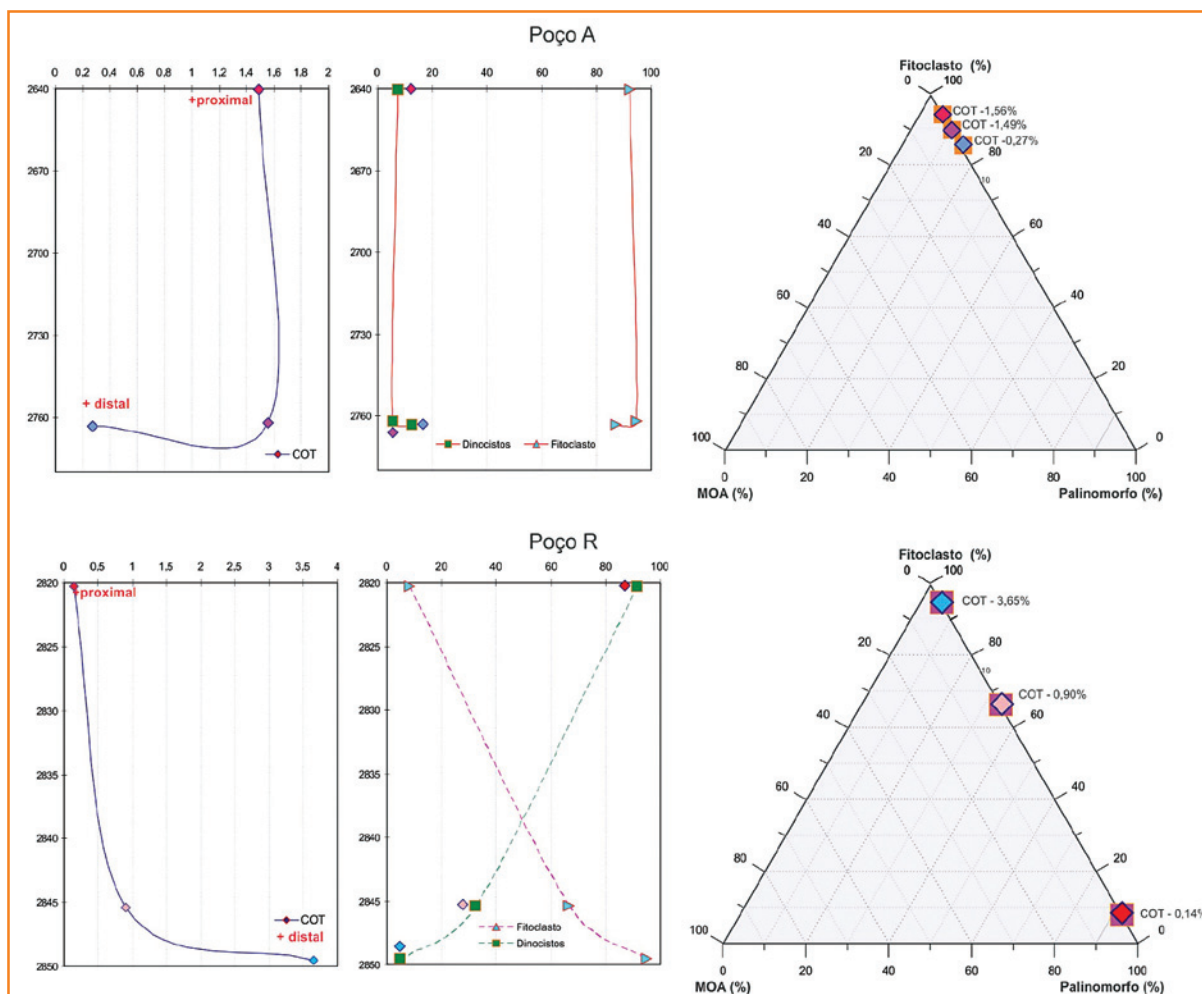 Poço A
0 0.2 0.4 0.6 0.8 1 1.2 1.4 1.6 1.8 2
2640
2670
2700
2730
2760
+proximal
+ distal
COT
0 20 40 60 80 100
2640
2670
2700
2730
2760
Dinocistos Fitoclasto
Fitoclasto (%)
0 100
COT -1,56%
COT -1,49%
COT -0,27%
20 80
10
40 60
60 40
80 20
100 0
0 20 40 60 80 100
MOA (%) Palinomorfo (%)
Poço R
0 0,5 1 1,5 2 2,5 3 3,5 4
2820
2825
2830
2835
2840
2845
2850
+proximal
COT
+ distal
0 20 40 60 80 100
2820
2825
2830
2835
2840
2845
2850
Fitoclasto
Dinocistos
Fitoclasto (%)
0 100
COT - 3,65%
20 80
10
COT - 0,90%
40 60
60 40
80 20
COT - 0,14%
100 0
0 20 40 60 80 100
MOA (%) Palinomorfo (%)